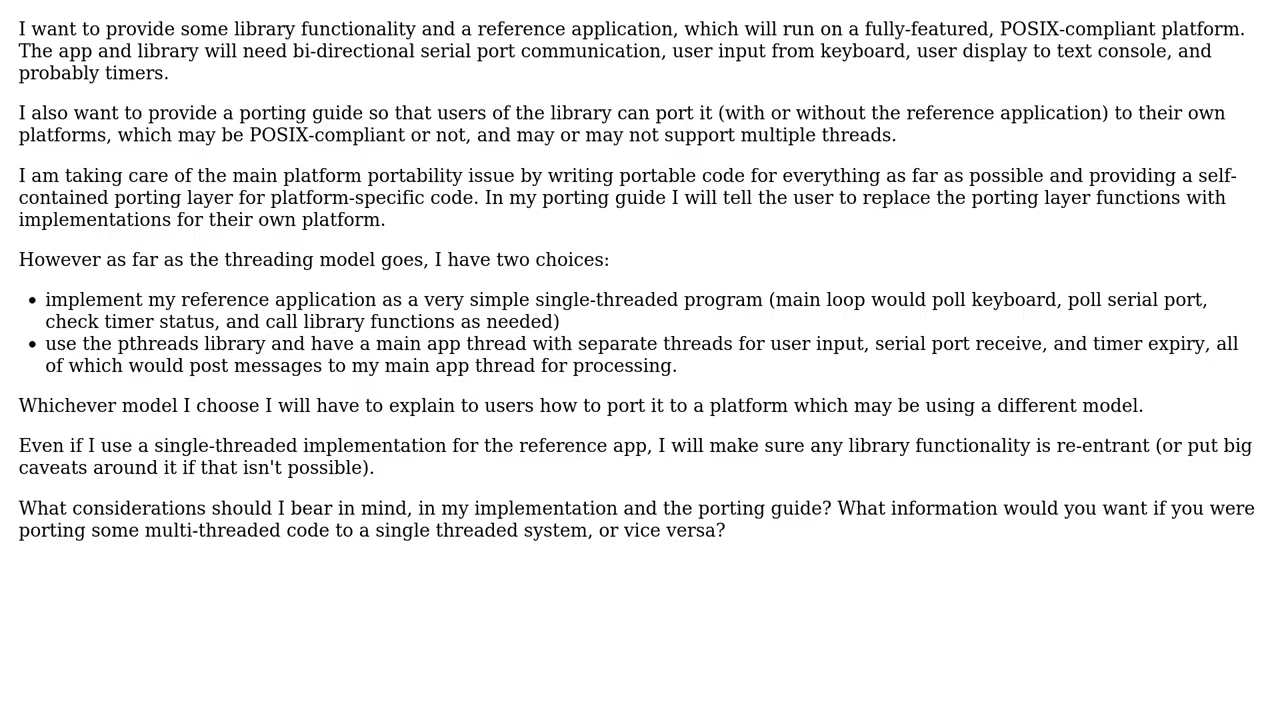 I want to provide some library functionality and a reference application, which will run on a fully-featured, POSIX-compliant platform.
The app and library will need bi-directional serial port communication, user input from keyboard, user display to text console, and
probably timers.
I also want to provide a porting guide so that users of the library can port it (with or without the reference application) to their own
platforms, which may be POSIX-compliant or not, and may or may not support multiple threads.
I am taking care of the main platform portability issue by writing portable code for everything as far as possible and providing a self-
contained porting layer for platform-specific code. In my porting guide I will tell the user to replace the porting layer functions with
implementations for their own platform.
However as far as the threading model goes, I have two choices:
• implement my reference application as a very simple single-threaded program (main loop would poll keyboard, poll serial port,
check timer status, and call library functions as needed)
• use the pthreads library and have a main app thread with separate threads for user input, serial port receive, and timer expiry, all
of which would post messages to my main app thread for processing.
Whichever model I choose I will have to explain to users how to port it to a platform which may be using a different model.
Even if I use a single-threaded implementation for the reference app, I will make sure any library functionality is re-entrant (or put big
caveats around it if that isn't possible).
What considerations should I bear in mind, in my implementation and the porting guide? What information would you want if you were
porting some multi-threaded code to a single threaded system, or vice versa?